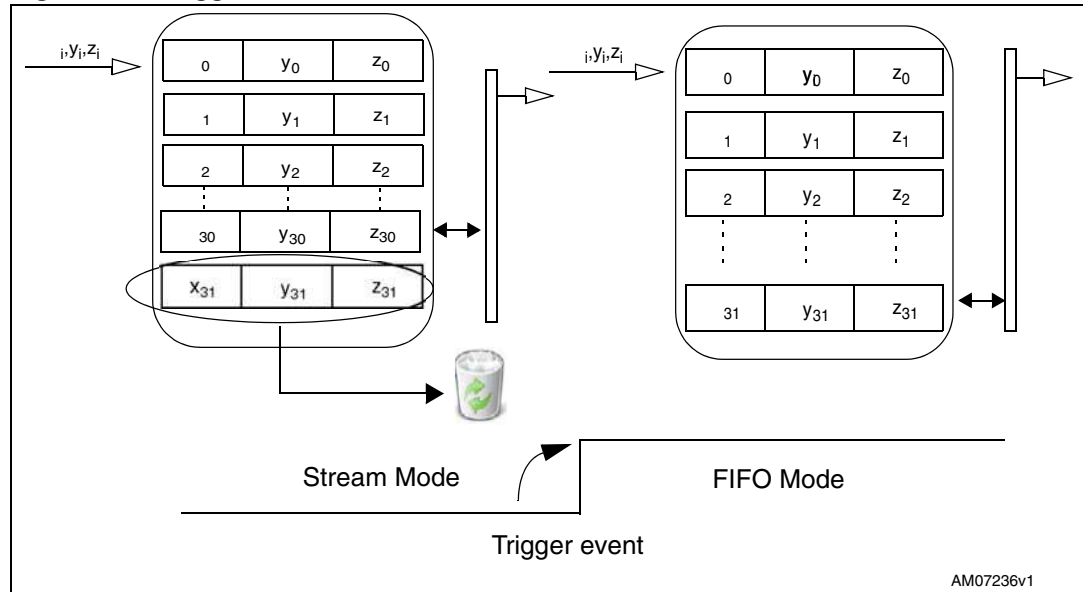 i,yi,zi
0 y0 z0
1 y1 z1
2 y2 z2
30 y30 z30
x31 y31 z31
i,yi,zi
0 y0 z0
1 y1 z1
2 y2 z2
31 y31 z31
Stream Mode
FIFO Mode
Trigger event
AM07236v1